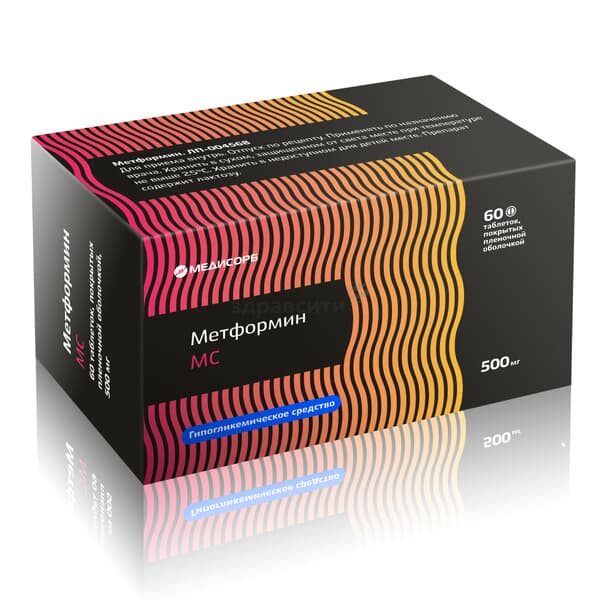 Метформин. ЛП-004568
Для приема внутрь. Отпуск по рецепту. Применять по назначению
врача. Хранить в сухом, защищенном от света месте при температуре
не выше 25°С. Хранить в недоступном для детей месте. Препарат
содержит лактозу.
60
таблеток,
покрытых
пленочной
оболочкой
МЕДИСОРБ
здравсити
Метформин
МС
Гипогликемическое средство
500 мг
Метформин
МС
60 таблеток, покрытых
пленочной оболочкой,
500 мг